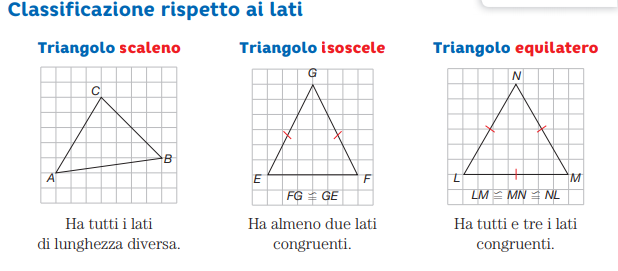 Classificazione rispetto ai lati
Triangolo scaleno
C
B
A
Ha tutti i lati
di lunghezza diversa.
Triangolo isoscele
G
E
F
FG ≅ GE
Ha almeno due lati
congruenti.
Triangolo equilatero
N
L
M
LM ≅ MN ≅ NL
Ha tutti e tre i lati
congruenti.